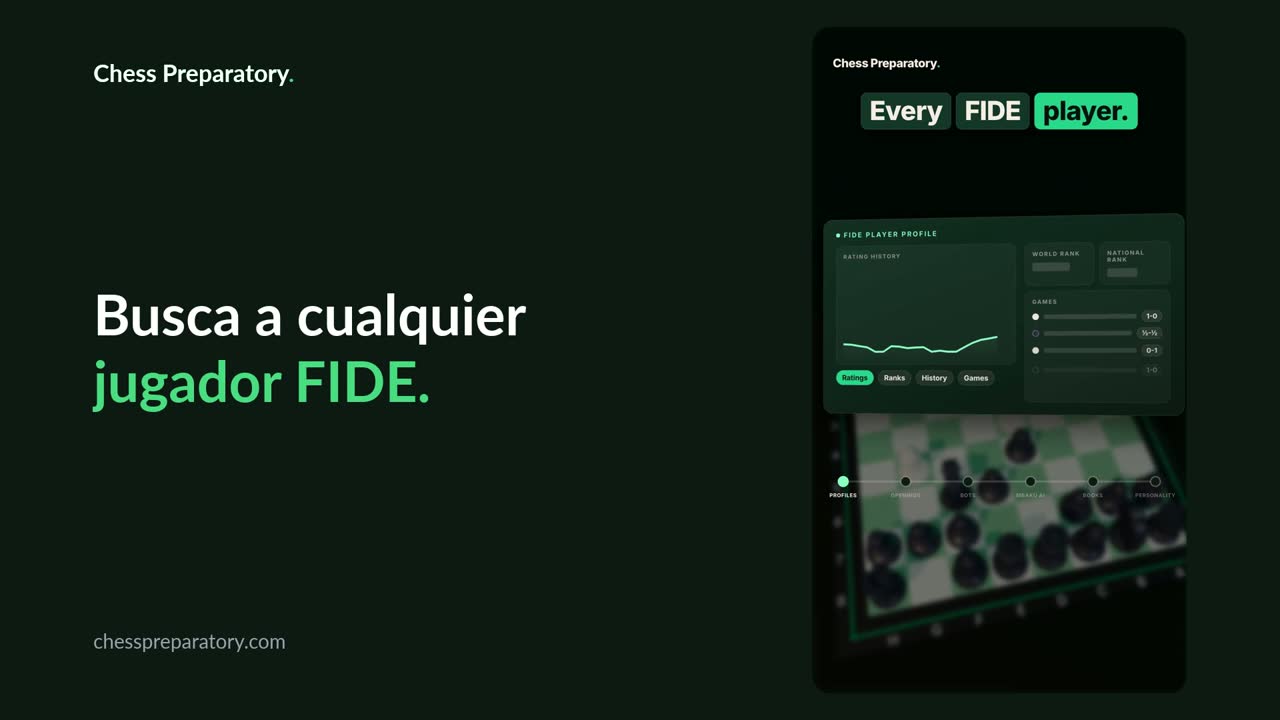 Chess Preparatory.
Busca a cualquier
jugador FIDE.
chesspreparatory.com
Chess Preparatory.
Every FIDE player.
FIDE PLAYER PROFILE
RATING HISTORY
WORLD RANK
NATIONAL
RANK
GAMES
1-0
½-½
0-1
1-0
Ratings Ranks History Games
PROFILES OPENINGS BOTS MBAKU AI BOOKS PERSONALITY